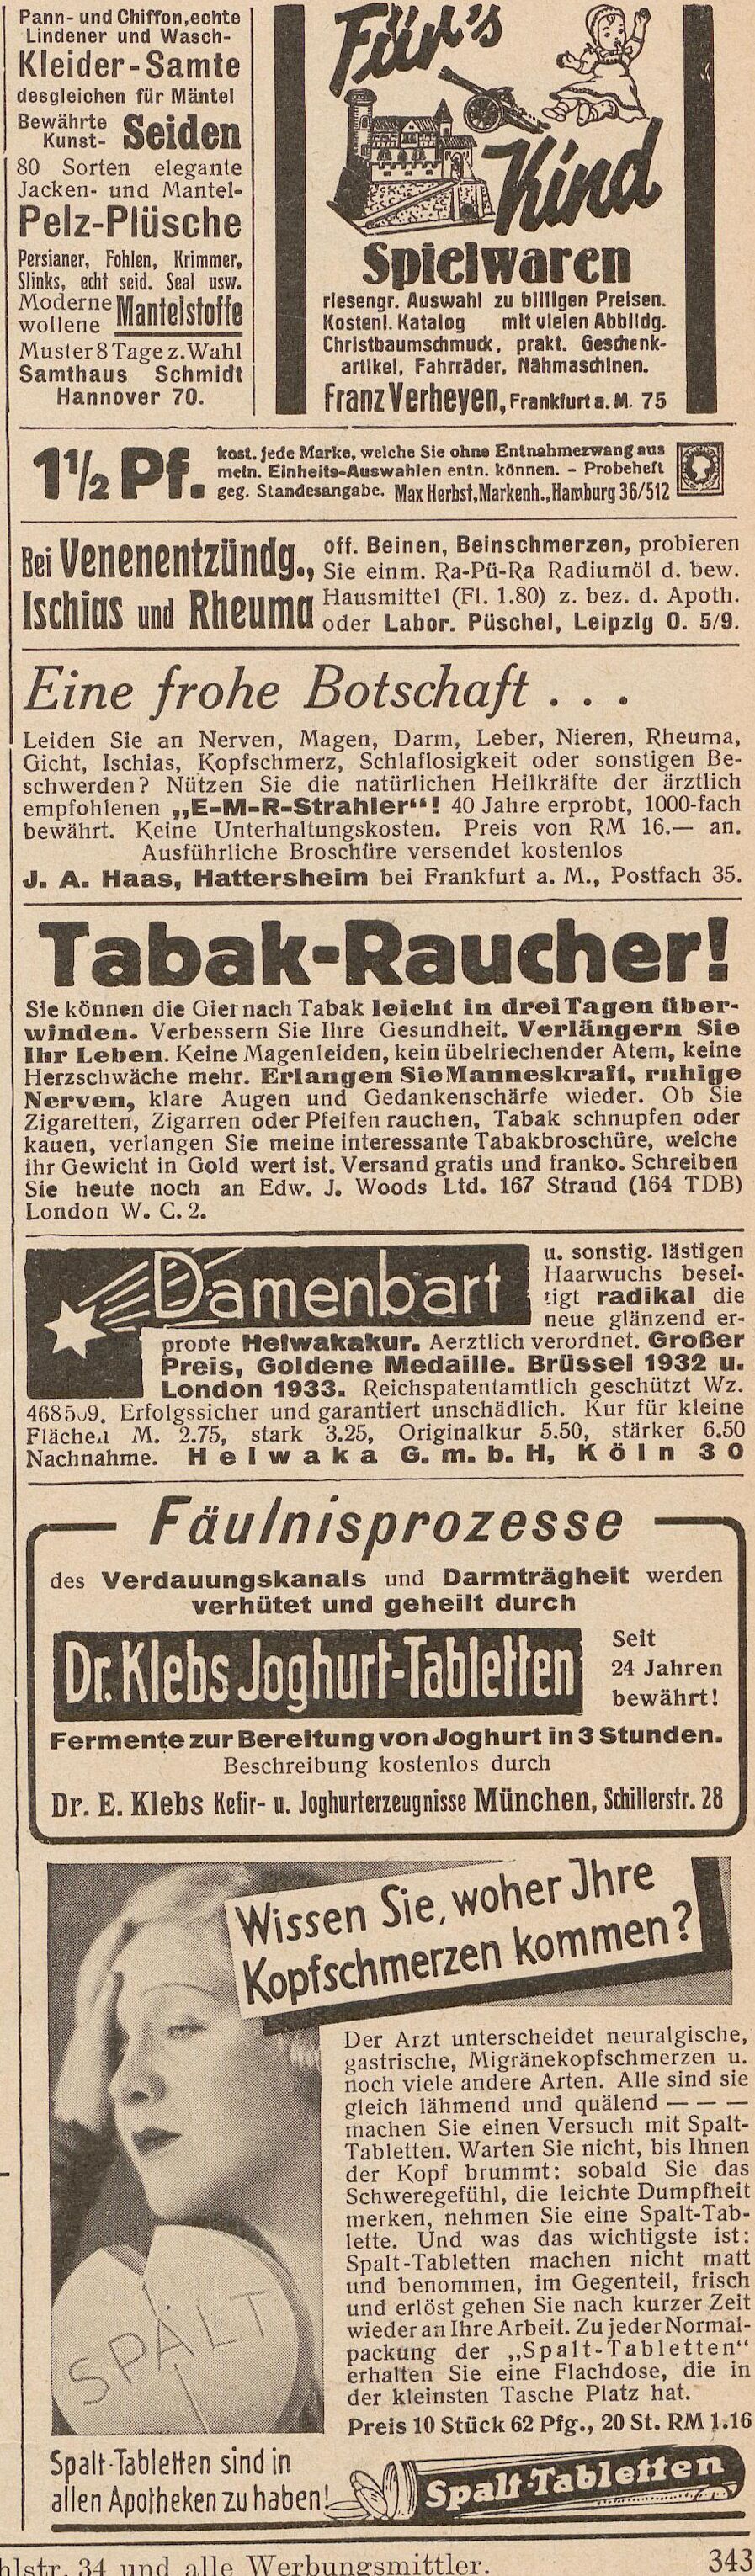 Pann- und Chiffon, echte
Lindener und Wasch-
Kleider-Samte
desgleichen für Mäntel
Bewährte Kunst- Seiden
80 Sorten elegante
Jacken- und Mantel-
Pelz-Plüsche
Persianer, Fohlen, Krimmer,
Slinks, echt seid. Seal usw.
Moderne wollene Mantelstoffe
Muster 8 Tage z. Wahl
Samthaus Schmidt
Hannover 70.
Für's
Kind
Spielwaren
riesengr. Auswahl zu billigen Preisen.
Kostenl. Katalog mit vielen Abbildg.
Christbaumschmuck, prakt. Geschenk-
artikel, Fahrräder, Nähmaschinen.
Franz Verheyen, Frankfurt a. M. 75
1½ Pf.
kost. jede Marke, welche Sie ohne Entnahmezwang aus
mein. Einheits-Auswahlen entn. können. - Probeheft
geg. Standesangabe. Max Herbst, Markenh., Hamburg 36/512
Bei Venenentzündg.,
Ischias und Rheuma
off. Beinen, Beinschmerzen, probieren
Sie einm. Ra-Pü-Ra Radiumöl d. bew.
Hausmittel (Fl. 1.80) z. bez. d. Apoth.
oder Labor. Püschel, Leipzig O. 5/9.
Eine frohe Botschaft . . .
Leiden Sie an Nerven, Magen, Darm, Leber, Nieren, Rheuma,
Gicht, Ischias, Kopfschmerz, Schlaflosigkeit oder sonstigen Be-
schwerden? Nützen Sie die natürlichen Heilkräfte der ärztlich
empfohlenen „E-M-R-Strahler“! 40 Jahre erprobt, 1000-fach
bewährt. Keine Unterhaltungskosten. Preis von RM 16.— an.
Ausführliche Broschüre versendet kostenlos
J. A. Haas, Hattersheim bei Frankfurt a. M., Postfach 35.
Tabak-Raucher!
Sie können die Gier nach Tabak leicht in drei Tagen über-
winden. Verbessern Sie Ihre Gesundheit. Verlängern Sie
Ihr Leben. Keine Magenleiden, kein übelriechender Atem, keine
Herzschwäche mehr. Erlangen Sie Manneskraft, ruhige
Nerven, klare Augen und Gedankenschärfe wieder. Ob Sie
Zigaretten, Zigarren oder Pfeifen rauchen, Tabak schnupfen oder
kauen, verlangen Sie meine interessante Tabakbroschüre, welche
ihr Gewicht in Gold wert ist. Versand gratis und franko. Schreiben
Sie heute noch an Edw. J. Woods Ltd. 167 Strand (164 TDB)
London W. C. 2.
Damenbart
u. sonstig. lästigen
Haarwuchs besei-
tigt radikal die
neue glänzend er-
probte Helwakakur. Aerztlich verordnet. Großer
Preis, Goldene Medaille. Brüssel 1932 u.
London 1933. Reichspatentamtlich geschützt Wz.
468509. Erfolgssicher und garantiert unschädlich. Kur für kleine
Flächen M. 2.75, stark 3.25, Originalkur 5.50, stärker 6.50
Nachnahme. Helwaka G. m. b. H, Köln 30
Fäulnisprozesse
des Verdauungskanals und Darmträgheit werden
verhütet und geheilt durch
Dr. Klebs Joghurt-Tabletten
Seit
24 Jahren
bewährt!
Fermente zur Bereitung von Joghurt in 3 Stunden.
Beschreibung kostenlos durch
Dr. E. Klebs Kefir- u. Joghurterzeugnisse München, Schillerstr. 28
Wissen Sie, woher Ihre
Kopfschmerzen kommen?
Der Arzt unterscheidet neuralgische,
gastrische, Migränekopfschmerzen u.
noch viele andere Arten. Alle sind sie
gleich lähmend und quälend — — —
machen Sie einen Versuch mit Spalt-
Tabletten. Warten Sie nicht, bis Ihnen
der Kopf brummt: sobald Sie das
Schweregefühl, die leichte Dumpfheit
merken, nehmen Sie eine Spalt-Tab-
lette. Und was das wichtigste ist:
Spalt-Tabletten machen nicht matt
und benommen, im Gegenteil, frisch
und erlöst gehen Sie nach kurzer Zeit
wieder an Ihre Arbeit. Zu jeder Normal-
packung der „Spalt-Tabletten“
erhalten Sie eine Flachdose, die in
der kleinsten Tasche Platz hat.
Preis 10 Stück 62 Pfg., 20 St. RM 1.16
SPALT
Spalt-Tabletten sind in
allen Apotheken zu haben!
Spalt-Tabletten
hlstr. 34 und alle Werbungsmittler.
343